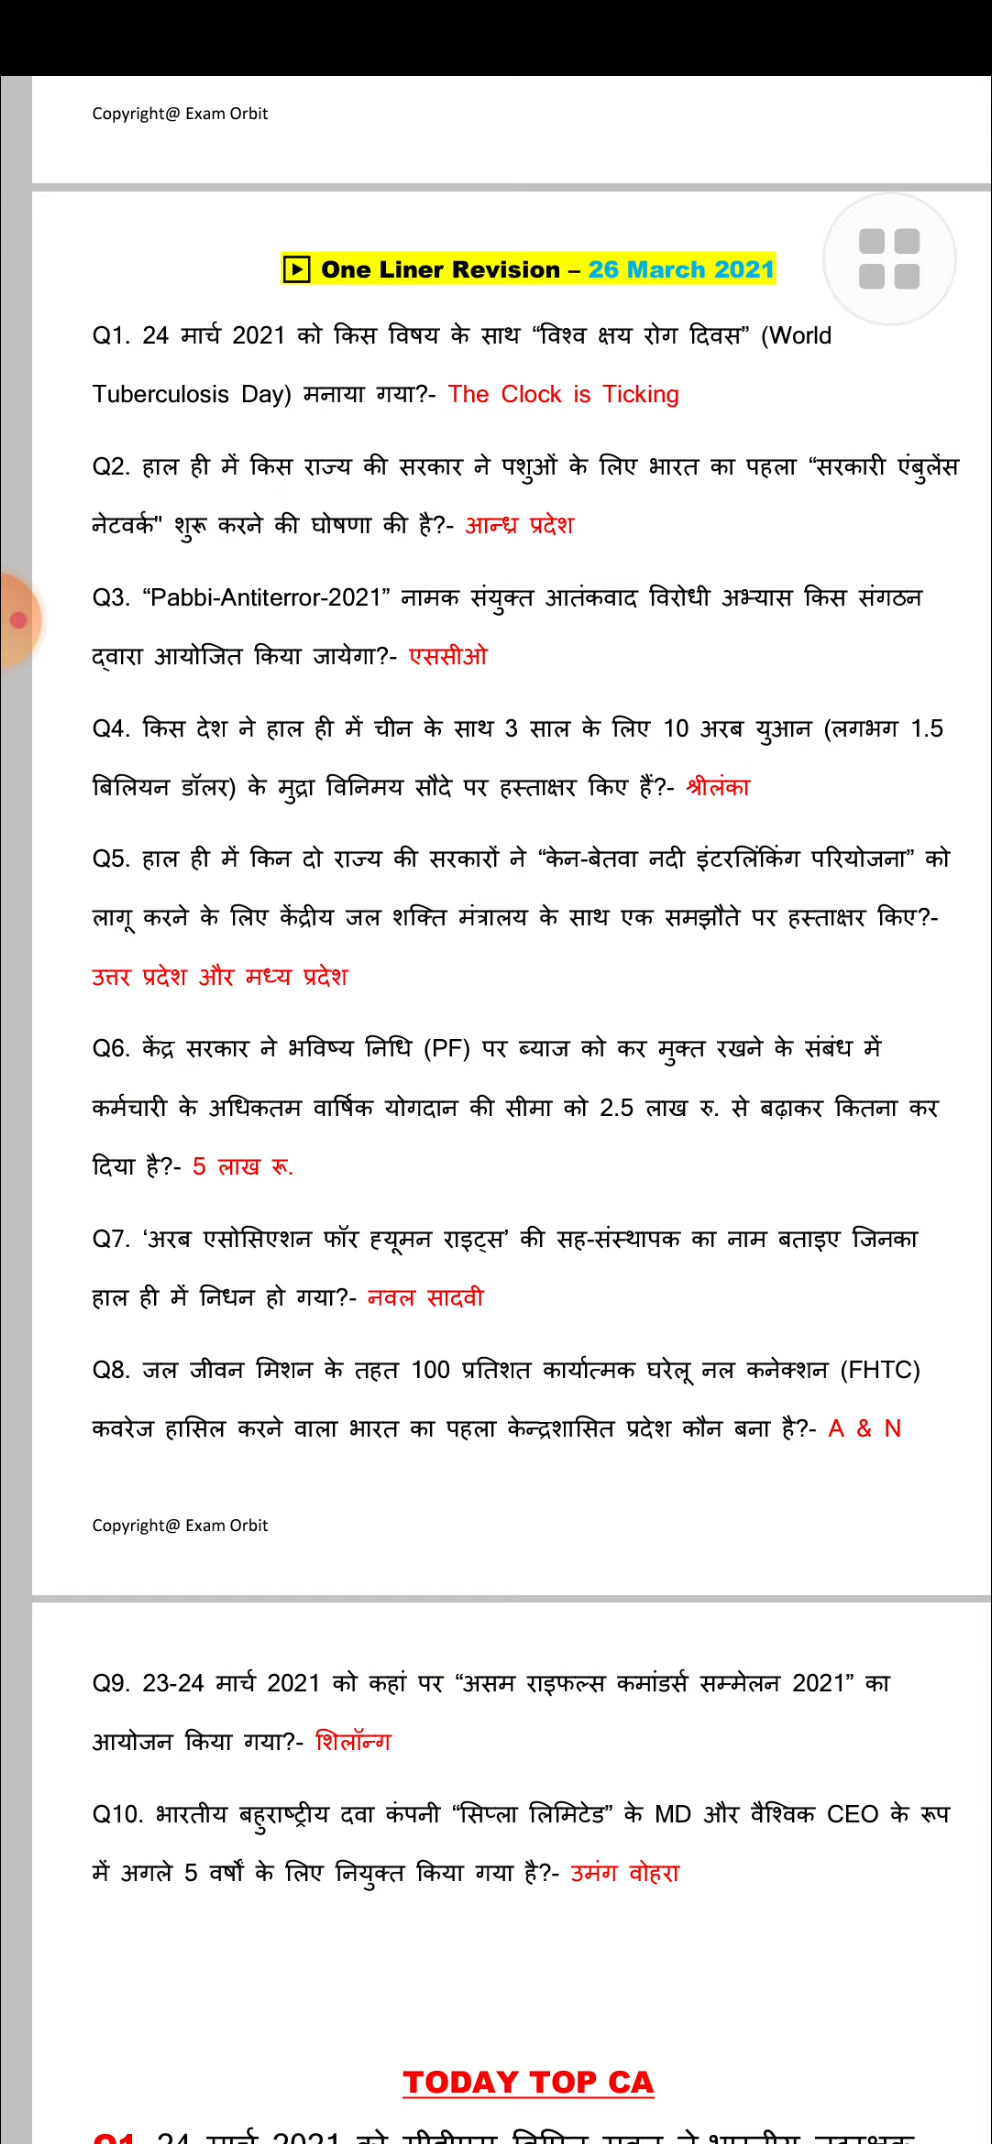 Copyright@ Exam Orbit
One Liner Revision – 26 March 2021
Q1. 24 मार्च 2021 को किस विषय के साथ “विश्व क्षय रोग दिवस” (World
Tuberculosis Day) मनाया गया?- The Clock is Ticking
Q2. हाल ही में किस राज्य की सरकार ने पशुओं के लिए भारत का पहला “सरकारी एंबुलेंस
नेटवर्क" शुरू करने की घोषणा की है?- आन्ध्र प्रदेश
Q3. “Pabbi-Antiterror-2021” नामक संयुक्त आतंकवाद विरोधी अभ्यास किस संगठन
द्वारा आयोजित किया जायेगा?- एससीओ
Q4. किस देश ने हाल ही में चीन के साथ 3 साल के लिए 10 अरब युआन (लगभग 1.5
बिलियन डॉलर) के मुद्रा विनिमय सौदे पर हस्ताक्षर किए हैं?- श्रीलंका
Q5. हाल ही में किन दो राज्य की सरकारों ने “केन-बेतवा नदी इंटरलिंकिंग परियोजना” को
लागू करने के लिए केंद्रीय जल शक्ति मंत्रालय के साथ एक समझौते पर हस्ताक्षर किए?-
उत्तर प्रदेश और मध्य प्रदेश
Q6. केंद्र सरकार ने भविष्य निधि (PF) पर ब्याज को कर मुक्त रखने के संबंध में
कर्मचारी के अधिकतम वार्षिक योगदान की सीमा को 2.5 लाख रु. से बढ़ाकर कितना कर
दिया है?- 5 लाख रू.
Q7. ‘अरब एसोसिएशन फॉर ह्यूमन राइट्स’ की सह-संस्थापक का नाम बताइए जिनका
हाल ही में निधन हो गया?- नवल सादवी
Q8. जल जीवन मिशन के तहत 100 प्रतिशत कार्यात्मक घरेलू नल कनेक्शन (FHTC)
कवरेज हासिल करने वाला भारत का पहला केन्द्रशासित प्रदेश कौन बना है?- A & N
Copyright@ Exam Orbit
Q9. 23-24 मार्च 2021 को कहां पर “असम राइफल्स कमांडर्स सम्मेलन 2021” का
आयोजन किया गया?- शिलॉन्ग
Q10. भारतीय बहुराष्ट्रीय दवा कंपनी “सिप्ला लिमिटेड” के MD और वैश्विक CEO के रूप
में अगले 5 वर्षों के लिए नियुक्त किया गया है?- उमंग वोहरा
TODAY TOP CA
Q1. 24 मार्च 2021 को